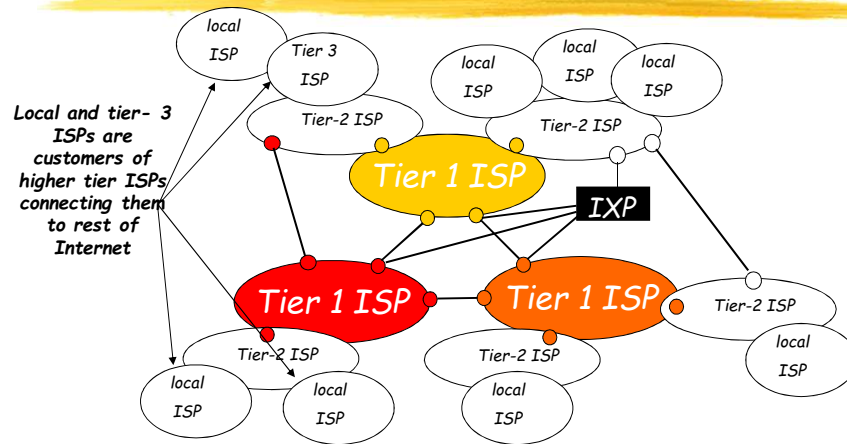 local
ISP
Tier 3
ISP
local
ISP
local
ISP
local
ISP
Tier-2 ISP
Tier-2 ISP
Local and tier- 3
ISPs are
customers of
higher tier ISPs
connecting them
to rest of
Internet
Tier 1 ISP
IXP
Tier 1 ISP
Tier 1 ISP
Tier-2 ISP
Tier-2 ISP
Tier-2 ISP
local
ISP
local
ISP
local
ISP
local
ISP